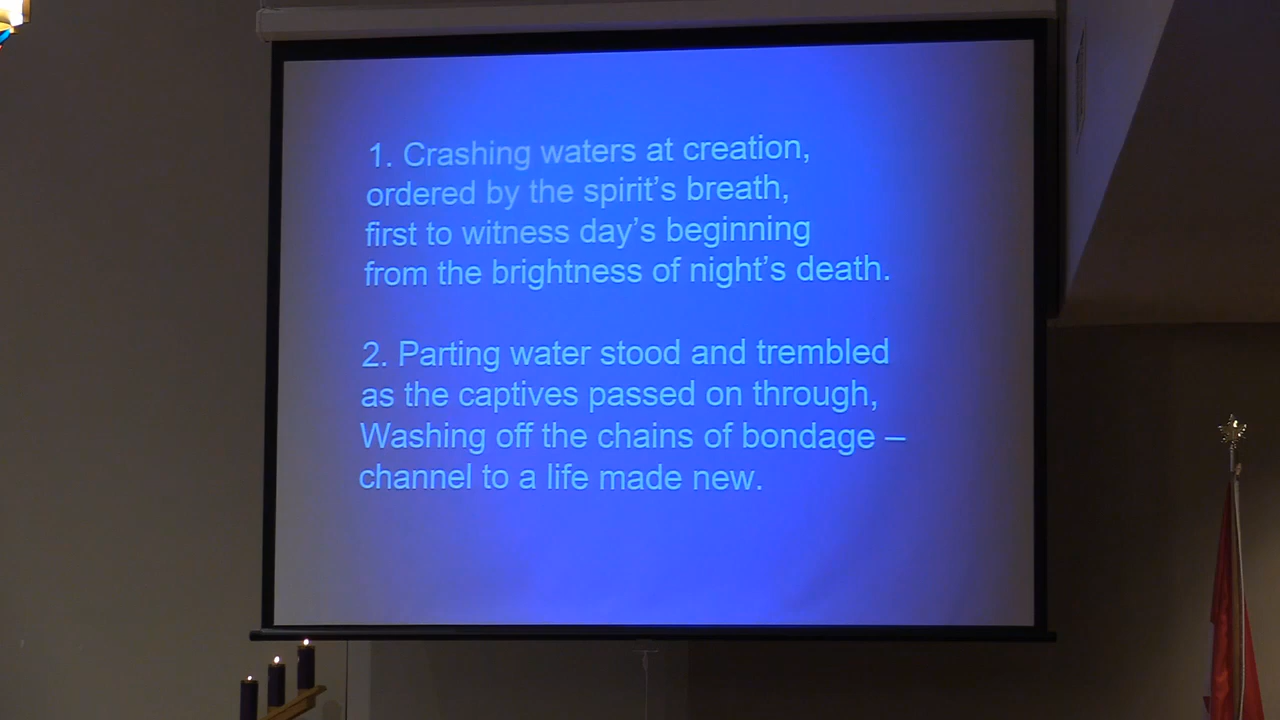 1. Crashing waters at creation,
ordered by the spirit’s breath,
first to witness day’s beginning
from the brightness of night’s death.
2. Parting water stood and trembled
as the captives passed on through,
Washing off the chains of bondage –
channel to a life made new.